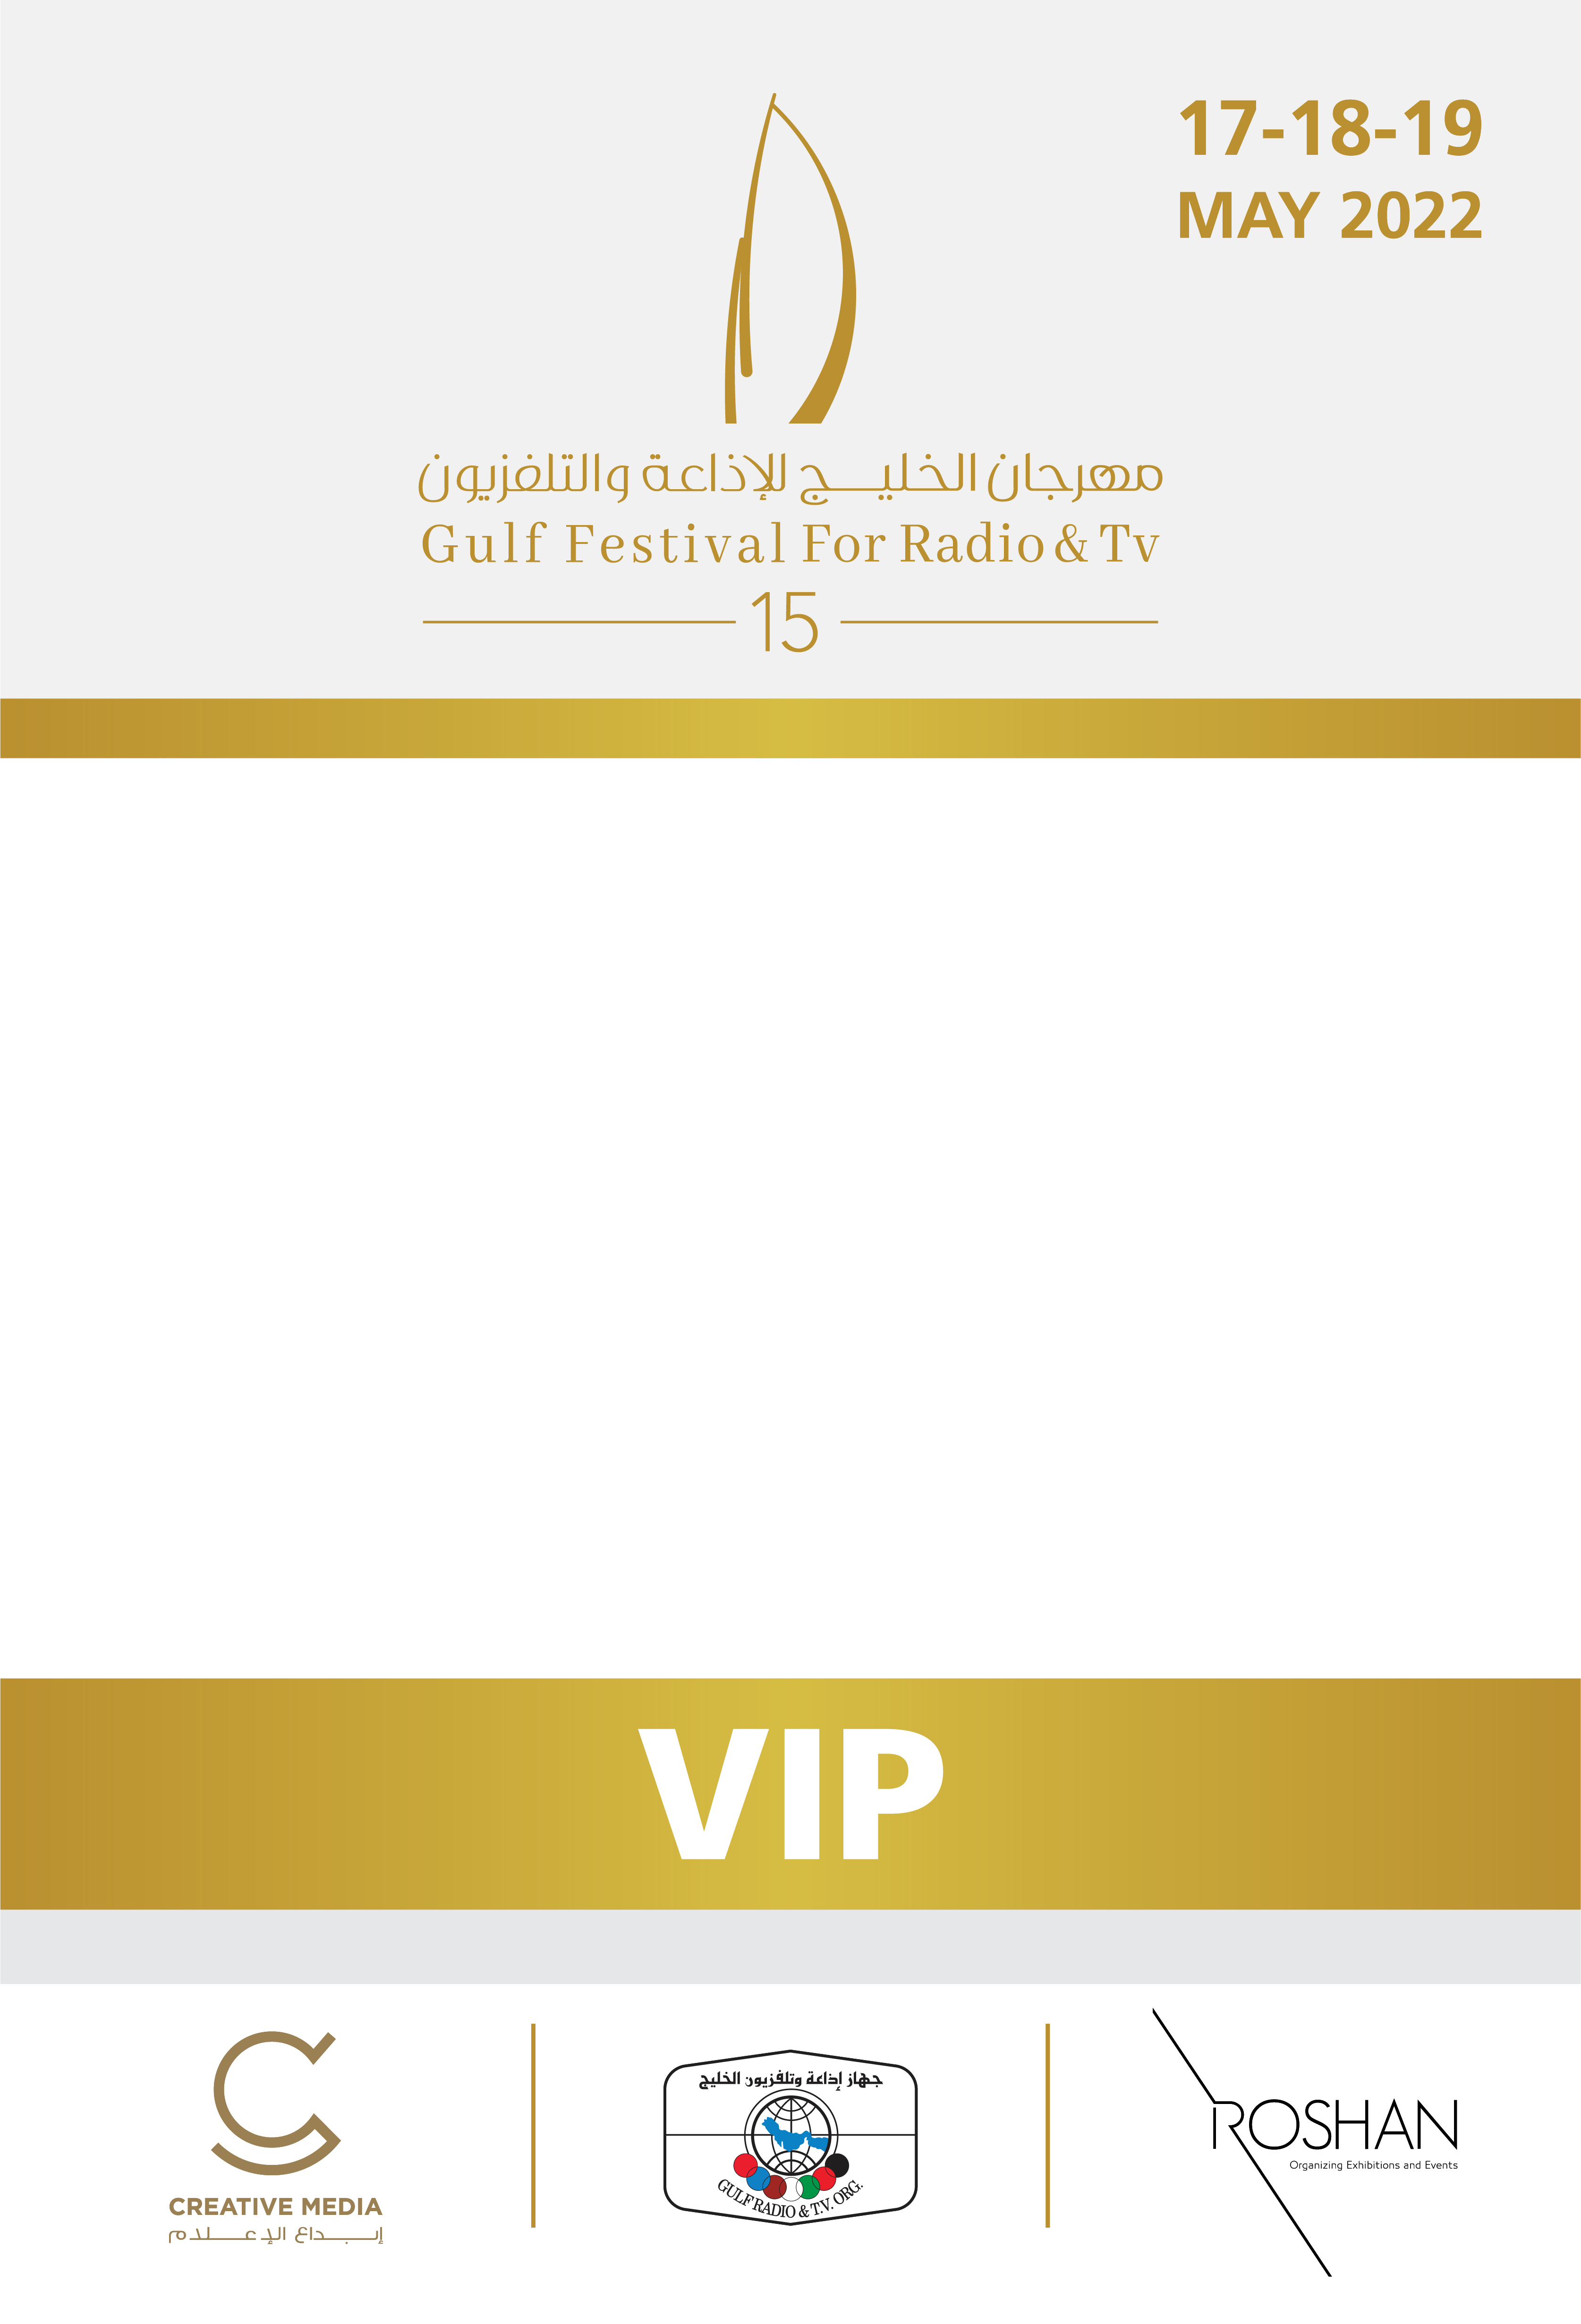 17-18-19
MAY 2022
مهرجان الخليـــج للإذاعة والتلفزيون
Gulf Festival For Radio & Tv
15
VIP
CREATIVE MEDIA
إبـــداع الإعـــلام
جهاز إذاعة وتلفزيون الخليج
GULF RADIO & T.V. ORG.
ROSHAN
Organizing Exhibitions and Events